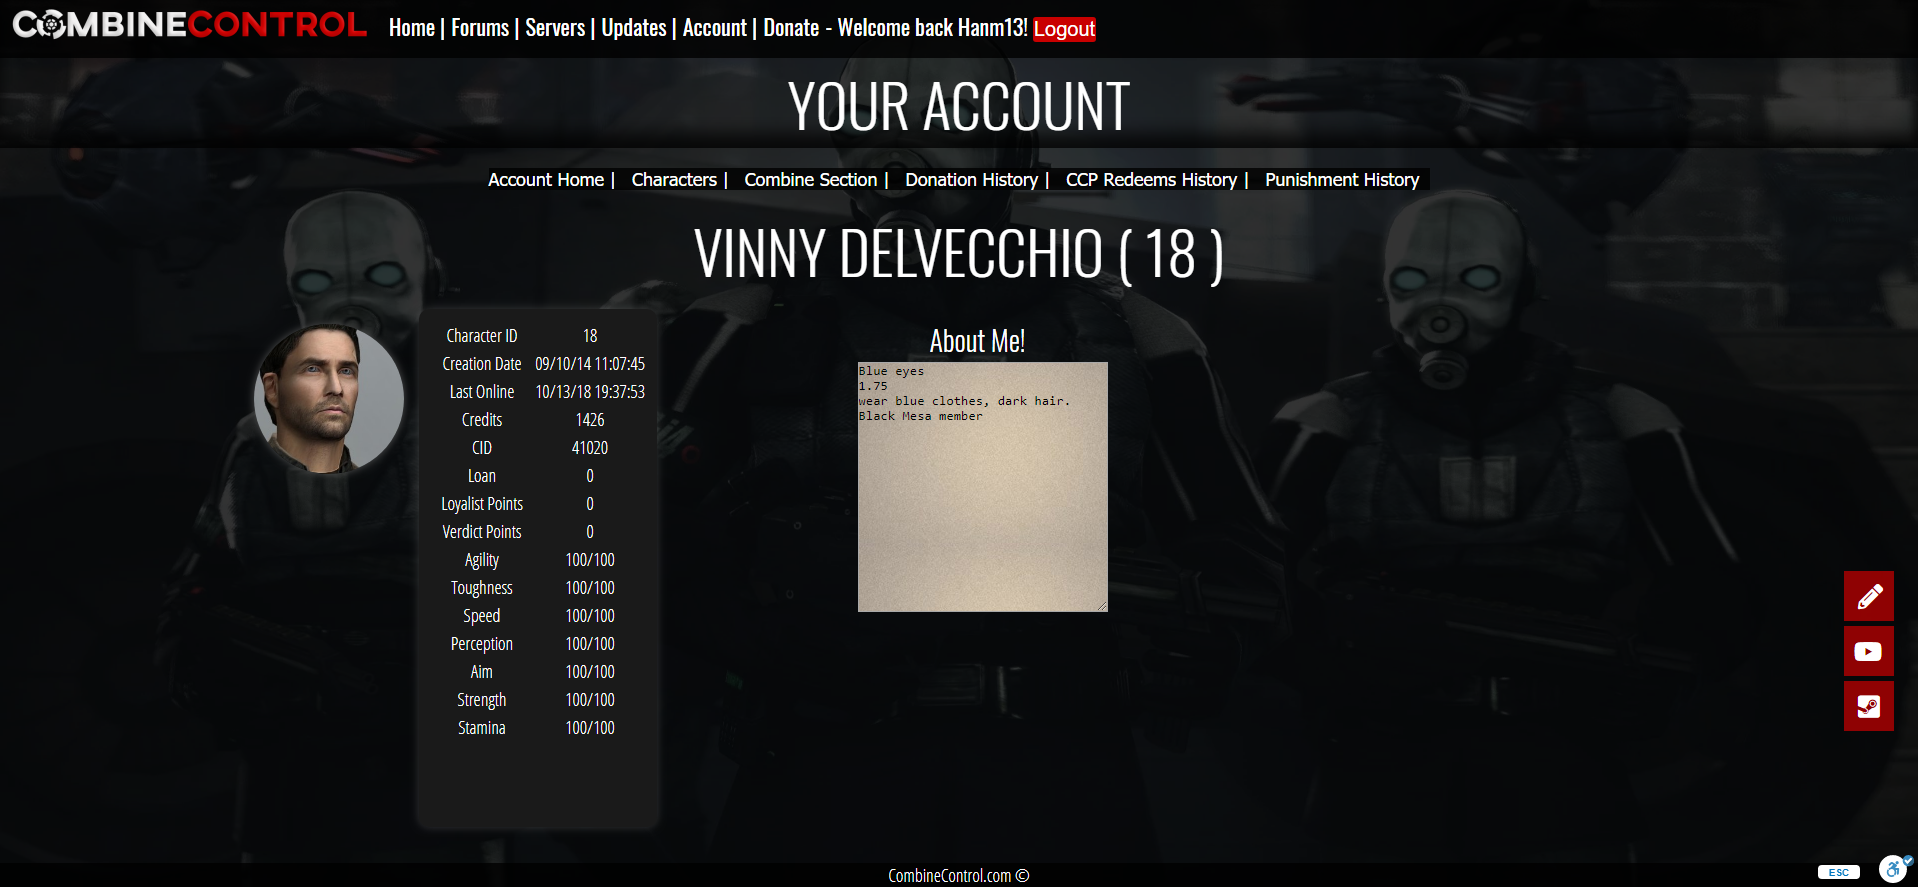 COMBINECONTROL Home | Forums | Servers | Updates | Account | Donate - Welcome back Hanm13! Logout
YOUR ACCOUNT
Account Home | Characters | Combine Section | Donation History | CCP Redeems History | Punishment History
VINNY DELVECCHIO ( 18 )
Character ID 18
Creation Date 09/10/14 11:07:45
Last Online 10/13/18 19:37:53
Credits 1426
CID 41020
Loan 0
Loyalist Points 0
Verdict Points 0
Agility 100/100
Toughness 100/100
Speed 100/100
Perception 100/100
Aim 100/100
Strength 100/100
Stamina 100/100
About Me!
Blue eyes
1.75
wear blue clothes, dark hair.
Black Mesa member
CombineControl.com ©
ESC